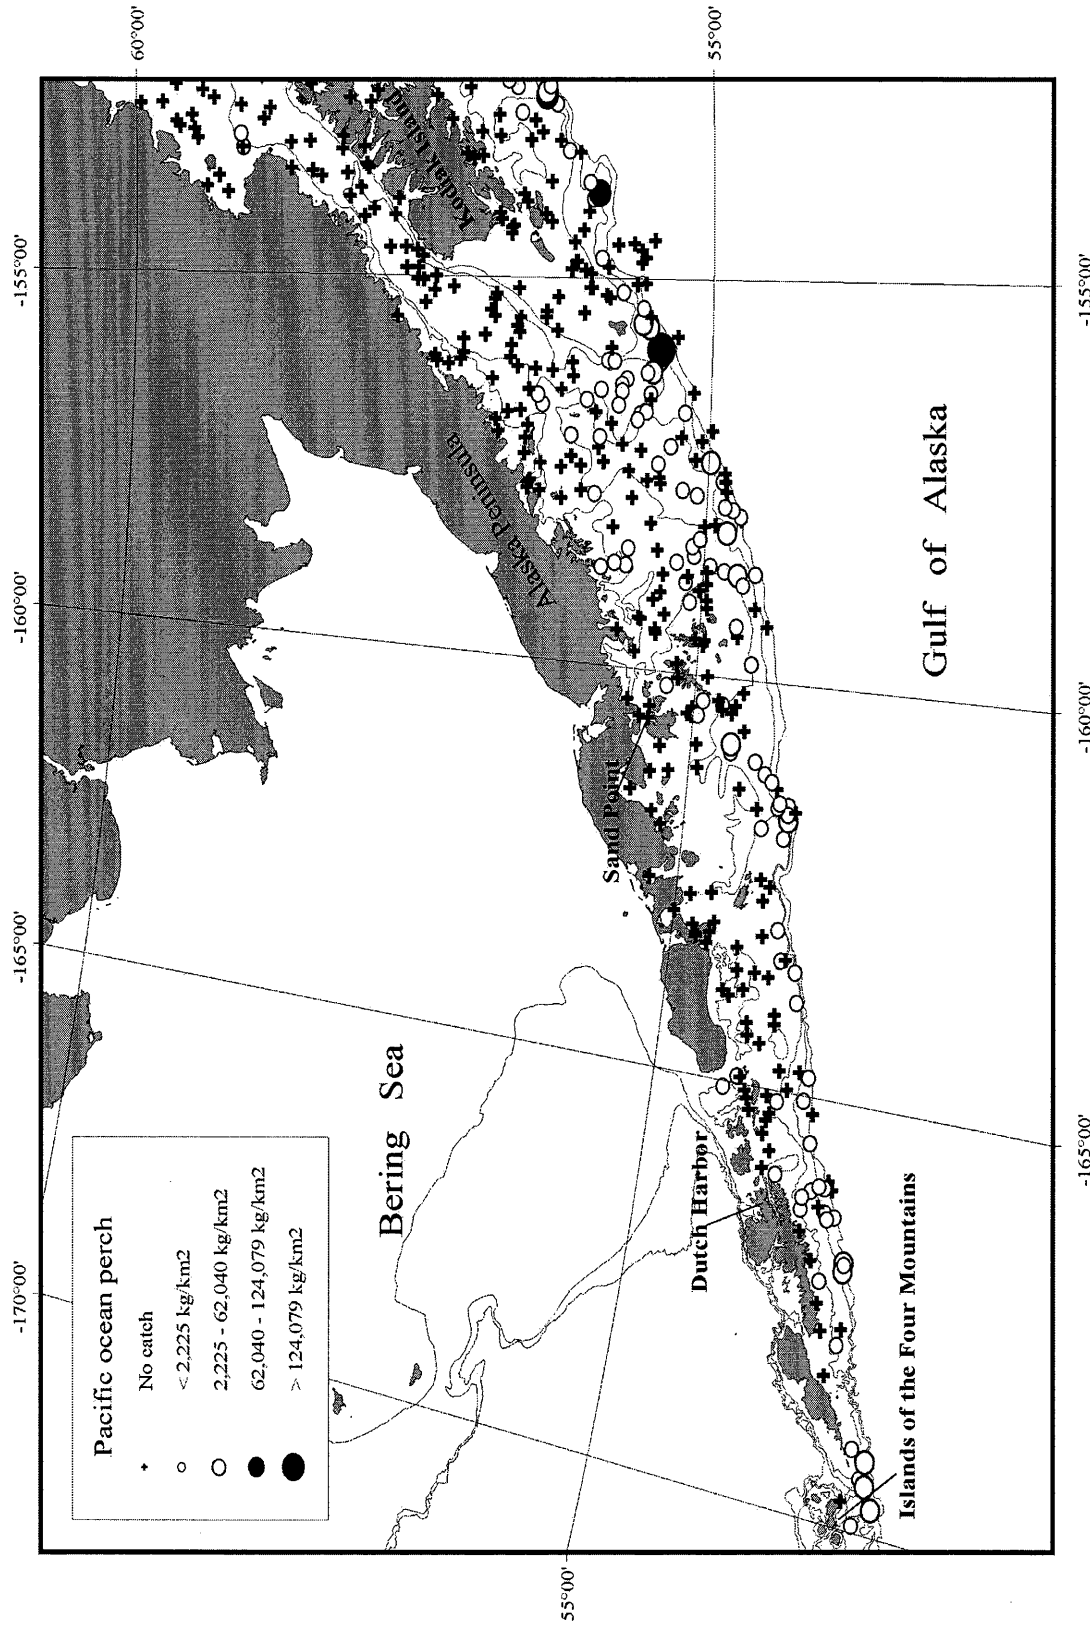 Pacific ocean perch
No catch
< 2,225 kg/km2
2,225 - 62,040 kg/km2
62,040 - 124,079 kg/km2
> 124,079 kg/km2
-170°00'
-165°00'
-160°00'
-155°00'
60°00'
55°00'
55°00'
-165°00'
-160°00'
-155°00'
Bering Sea
Gulf of Alaska
Alaska Peninsula
Kodiak Island
Sand Point
Dutch Harbor
Islands of the Four Mountains